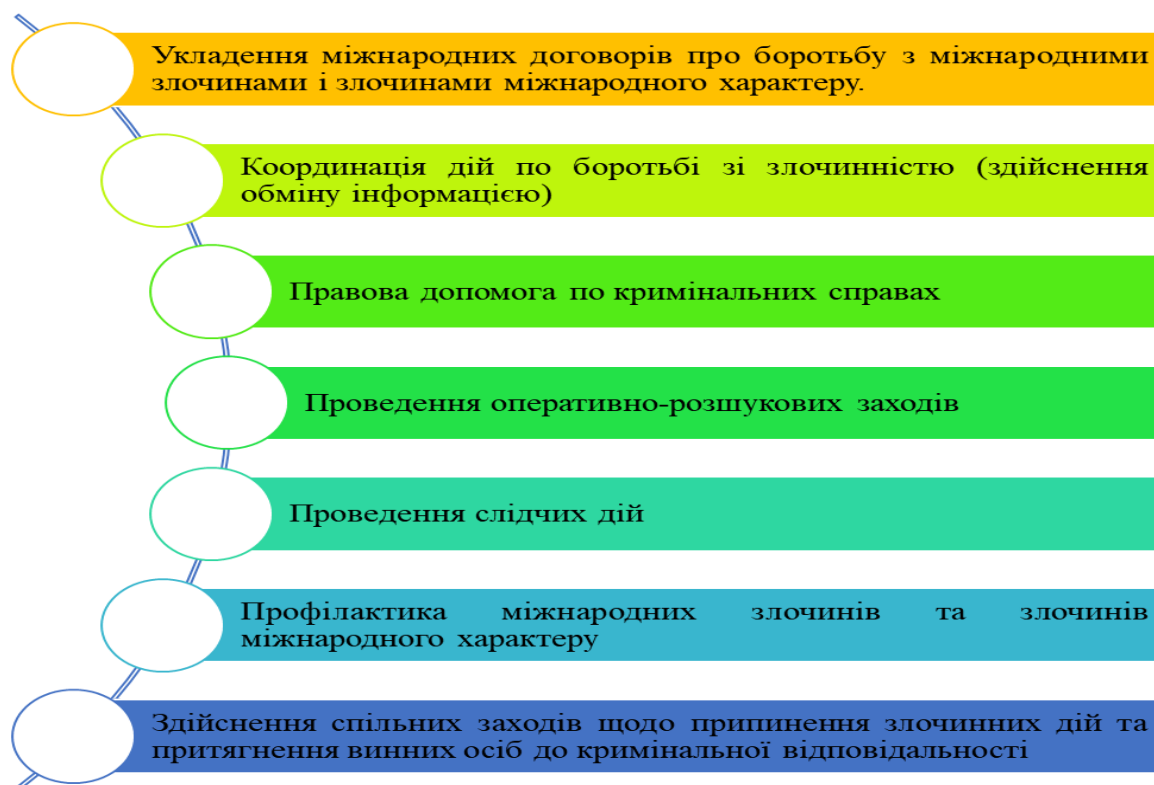 Укладення міжнародних договорів про боротьбу з міжнародними
злочинами і злочинами міжнародного характеру.
Координація дій по боротьбі зі злочинністю (здійснення
обміну інформацією)
Правова допомога по кримінальних справах
Проведення оперативно-розшукових заходів
Проведення слідчих дій
Профілактика міжнародних злочинів та злочинів
міжнародного характеру
Здійснення спільних заходів щодо припинення злочинних дій та
притягнення винних осіб до кримінальної відповідальності